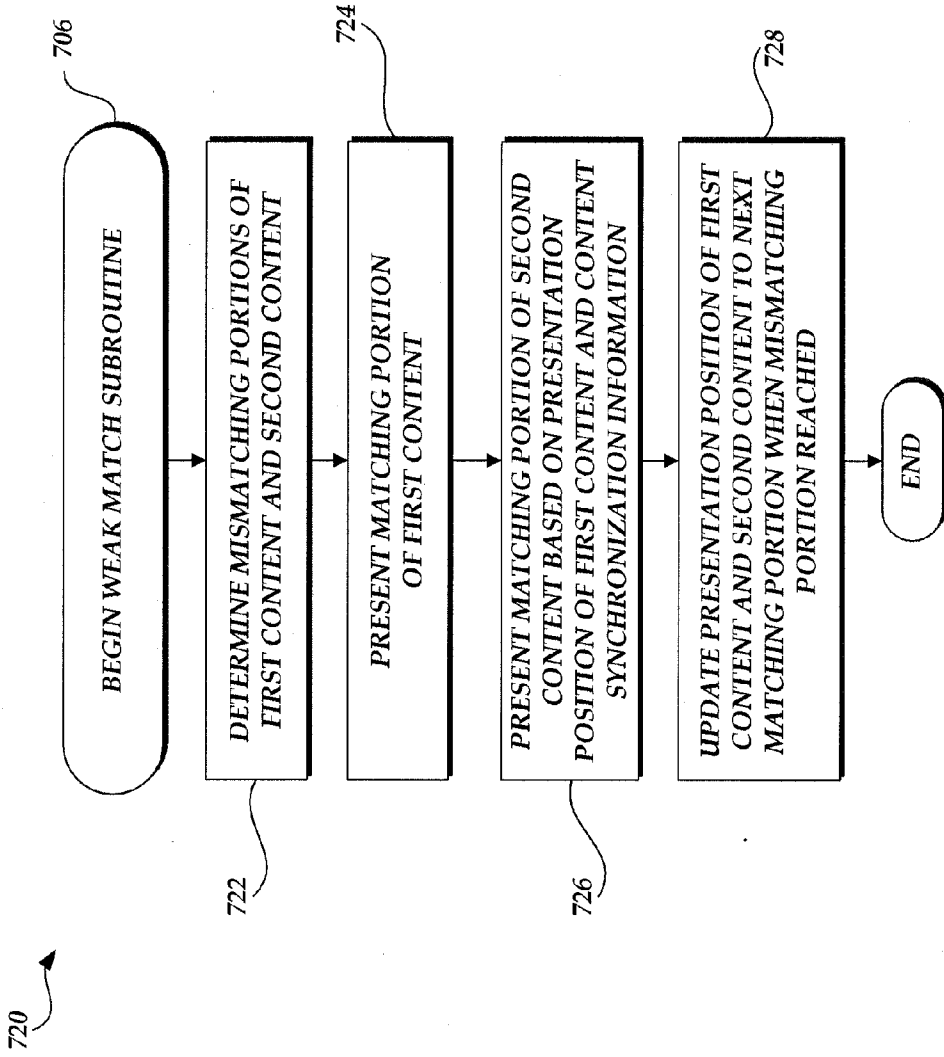 720
706
BEGIN WEAK MATCH SUBROUTINE
722
DETERMINE MISMATCHING PORTIONS OF
FIRST CONTENT AND SECOND CONTENT
724
PRESENT MATCHING PORTION
OF FIRST CONTENT
726
PRESENT MATCHING PORTION OF SECOND
CONTENT BASED ON PRESENTATION
POSITION OF FIRST CONTENT AND CONTENT
SYNCHRONIZATION INFORMATION
728
UPDATE PRESENTATION POSITION OF FIRST
CONTENT AND SECOND CONTENT TO NEXT
MATCHING PORTION WHEN MISMATCHING
PORTION REACHED
END